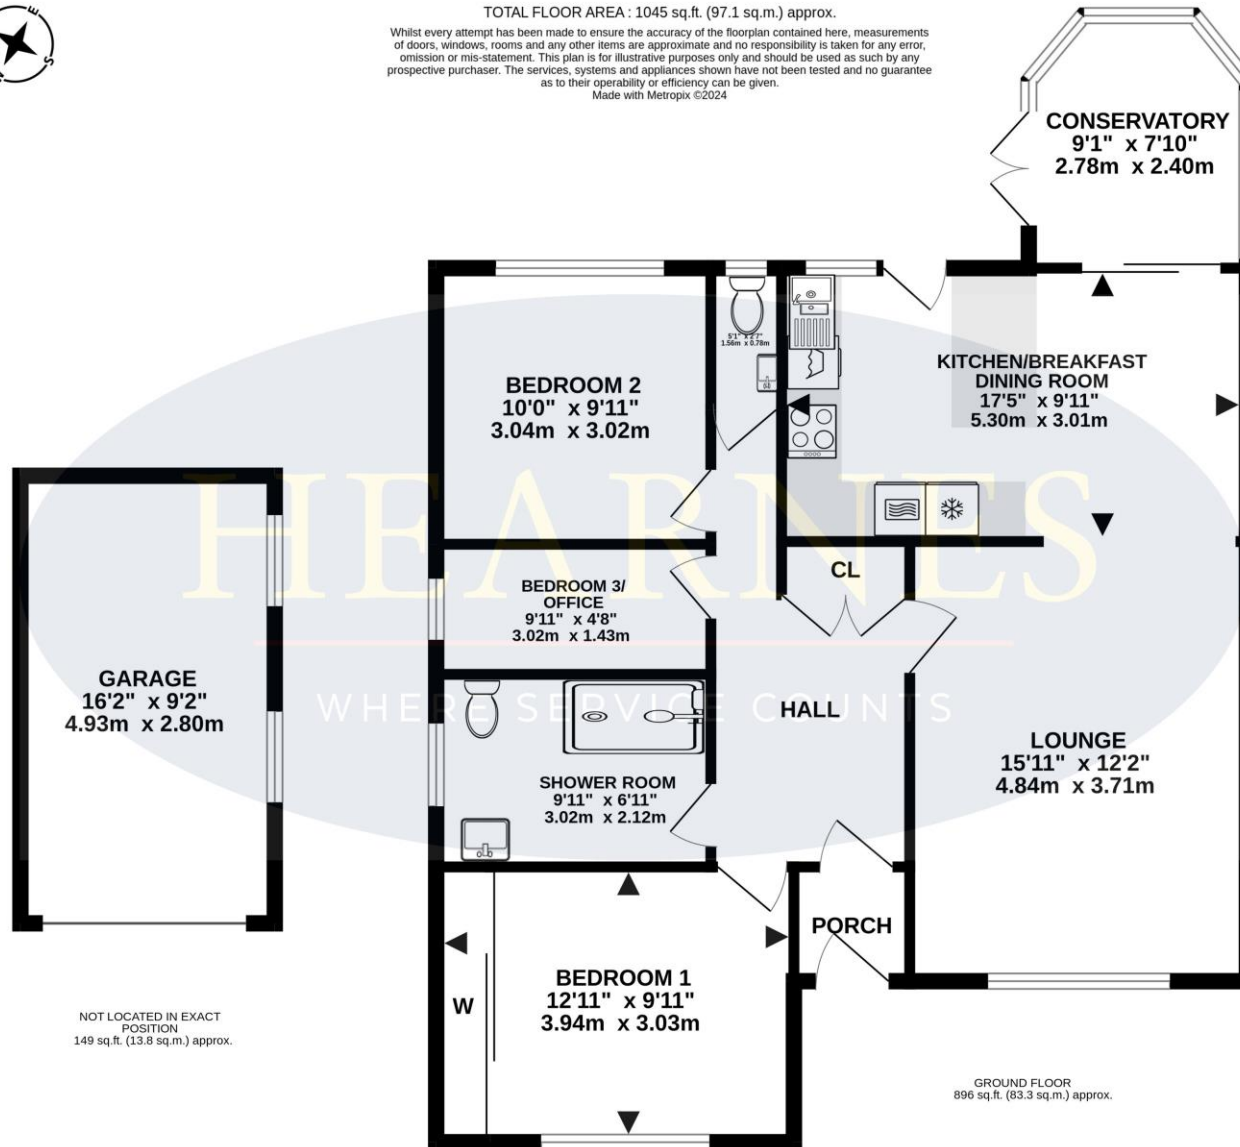 E
S
TOTAL FLOOR AREA : 1045 sq.ft. (97.1 sq.m.) approx.
Whilst every attempt has been made to ensure the accuracy of the floorplan contained here, measurements
of doors, windows, rooms and any other items are approximate and no responsibility is taken for any error,
omission or mis-statement. This plan is for illustrative purposes only and should be used as such by any
prospective purchaser. The services, systems and appliances shown have not been tested and no guarantee
as to their operability or efficiency can be given.
Made with Metropix ©2024
CONSERVATORY
9'1" x 7'10"
2.78m x 2.40m
5'1" x 2'7"
1.56m x 0.78m
KITCHEN/BREAKFAST
DINING ROOM
17'5" x 9'11"
5.30m x 3.01m
BEDROOM 2
10'0" x 9'11"
3.04m x 3.02m
HEARNES
WHERE SERVICE COUNTS
CL
BEDROOM 3/
OFFICE
9'11" x 4'8"
3.02m x 1.43m
GARAGE
16'2" x 9'2"
4.93m x 2.80m
HALL
LOUNGE
15'11" x 12'2"
4.84m x 3.71m
SHOWER ROOM
9'11" x 6'11"
3.02m x 2.12m
PORCH
BEDROOM 1
12'11" x 9'11"
3.94m x 3.03m
W
NOT LOCATED IN EXACT
POSITION
149 sq.ft. (13.8 sq.m.) approx.
GROUND FLOOR
896 sq.ft. (83.3 sq.m.) approx.